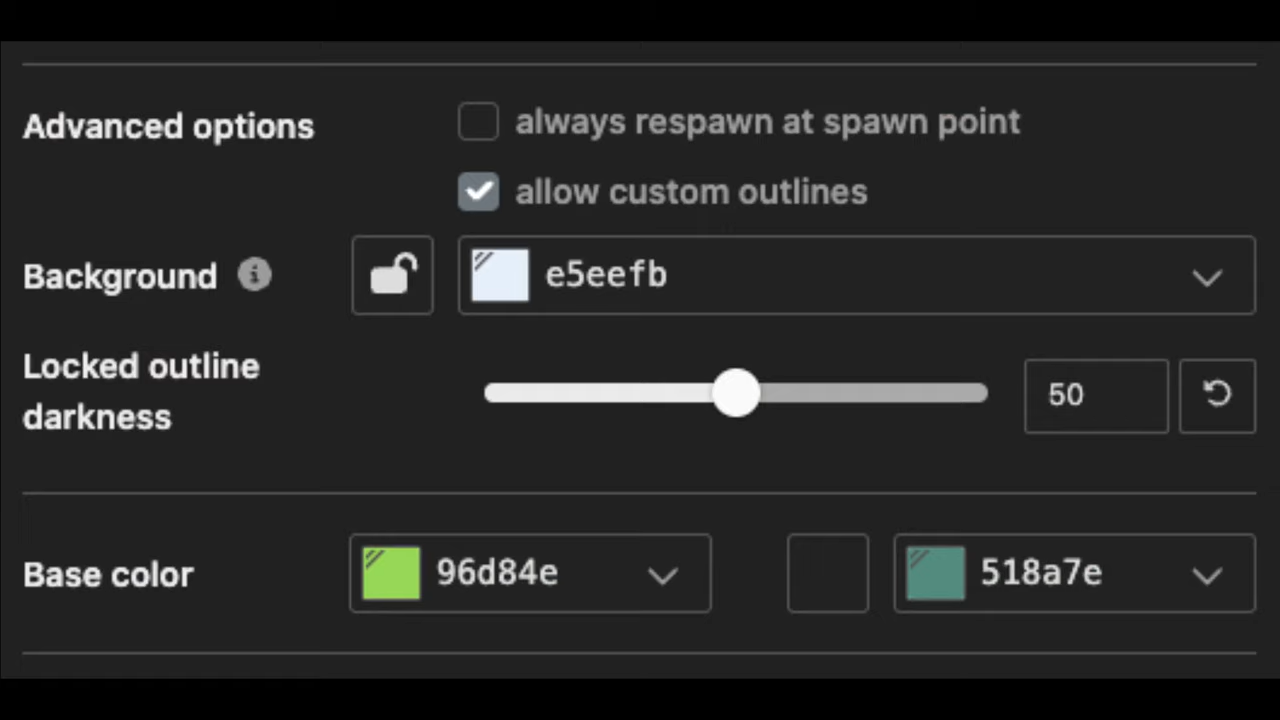 Advanced options
always respawn at spawn point
allow custom outlines
Background
e5eefb
Locked outline
darkness
50
Base color
96d84e
518a7e